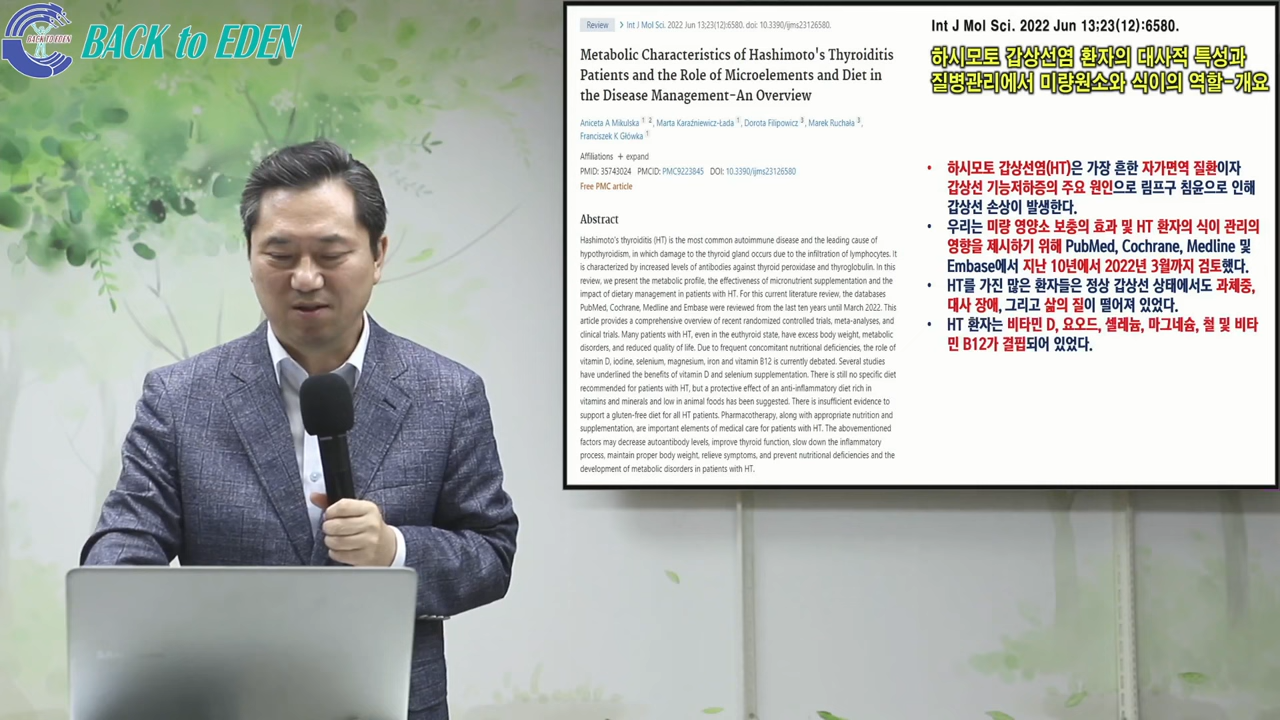 BACK to EDEN
BACK to EDEN
Review
Int J Mol Sci. 2022 Jun 13;23(12):6580. doi: 10.3390/ijms23126580.
Metabolic Characteristics of Hashimoto's Thyroiditis
Patients and the Role of Microelements and Diet in
the Disease Management-An Overview
Aniceta A Mikulska 1 2, Marta Karaźniewicz-Łada 1, Dorota Filipowicz 3, Marek Ruchała 3,
Franciszek K Główka 1
Affiliations + expand
PMID: 35743024 PMCID: PMC9223845 DOI: 10.3390/ijms23126580
Free PMC article
Abstract
Hashimoto's thyroiditis (HT) is the most common autoimmune disease and the leading cause of
hypothyroidism, in which damage to the thyroid gland occurs due to the infiltration of lymphocytes. It
is characterized by increased levels of antibodies against thyroid peroxidase and thyroglobulin. In this
review, we present the metabolic profile, the effectiveness of micronutrient supplementation and the
impact of dietary management in patients with HT. For this current literature review, the databases
PubMed, Cochrane, Medline and Embase were reviewed from the last ten years until March 2022. This
article provides a comprehensive overview of recent randomized controlled trials, meta-analyses, and
clinical trials. Many patients with HT, even in the euthyroid state, have excess body weight, metabolic
disorders, and reduced quality of life. Due to frequent concomitant nutritional deficiencies, the role of
vitamin D, iodine, selenium, magnesium, iron and vitamin B12 is currently debated. Several studies
have underlined the benefits of vitamin D and selenium supplementation. There is still no specific diet
recommended for patients with HT, but a protective effect of an anti-inflammatory diet rich in
vitamins and minerals and low in animal foods has been suggested. There is insufficient evidence to
support a gluten-free diet for all HT patients. Pharmacotherapy, along with appropriate nutrition and
supplementation, are important elements of medical care for patients with HT. The abovementioned
factors may decrease autoantibody levels, improve thyroid function, slow down the inflammatory
process, maintain proper body weight, relieve symptoms, and prevent nutritional deficiencies and the
development of metabolic disorders in patients with HT.
Int J Mol Sci. 2022 Jun 13;23(12):6580.
하시모토 갑상선염 환자의 대사적 특성과
질병관리에서 미량원소와 식이의 역할-개요
• 하시모토 갑상선염(HT)은 가장 흔한 자가면역 질환이자
갑상선 기능저하증의 주요 원인으로 림프구 침윤으로 인해
갑상선 손상이 발생한다.
• 우리는 미량 영양소 보충의 효과 및 HT 환자의 식이 관리의
영향을 제시하기 위해 PubMed, Cochrane, Medline 및
Embase에서 지난 10년에서 2022년 3월까지 검토했다.
• HT를 가진 많은 환자들은 정상 갑상선 상태에서도 과체중,
대사 장애, 그리고 삶의 질이 떨어져 있었다.
• HT 환자는 비타민 D, 요오드, 셀레늄, 마그네슘, 철 및 비타
민 B12가 결핍되어 있었다.